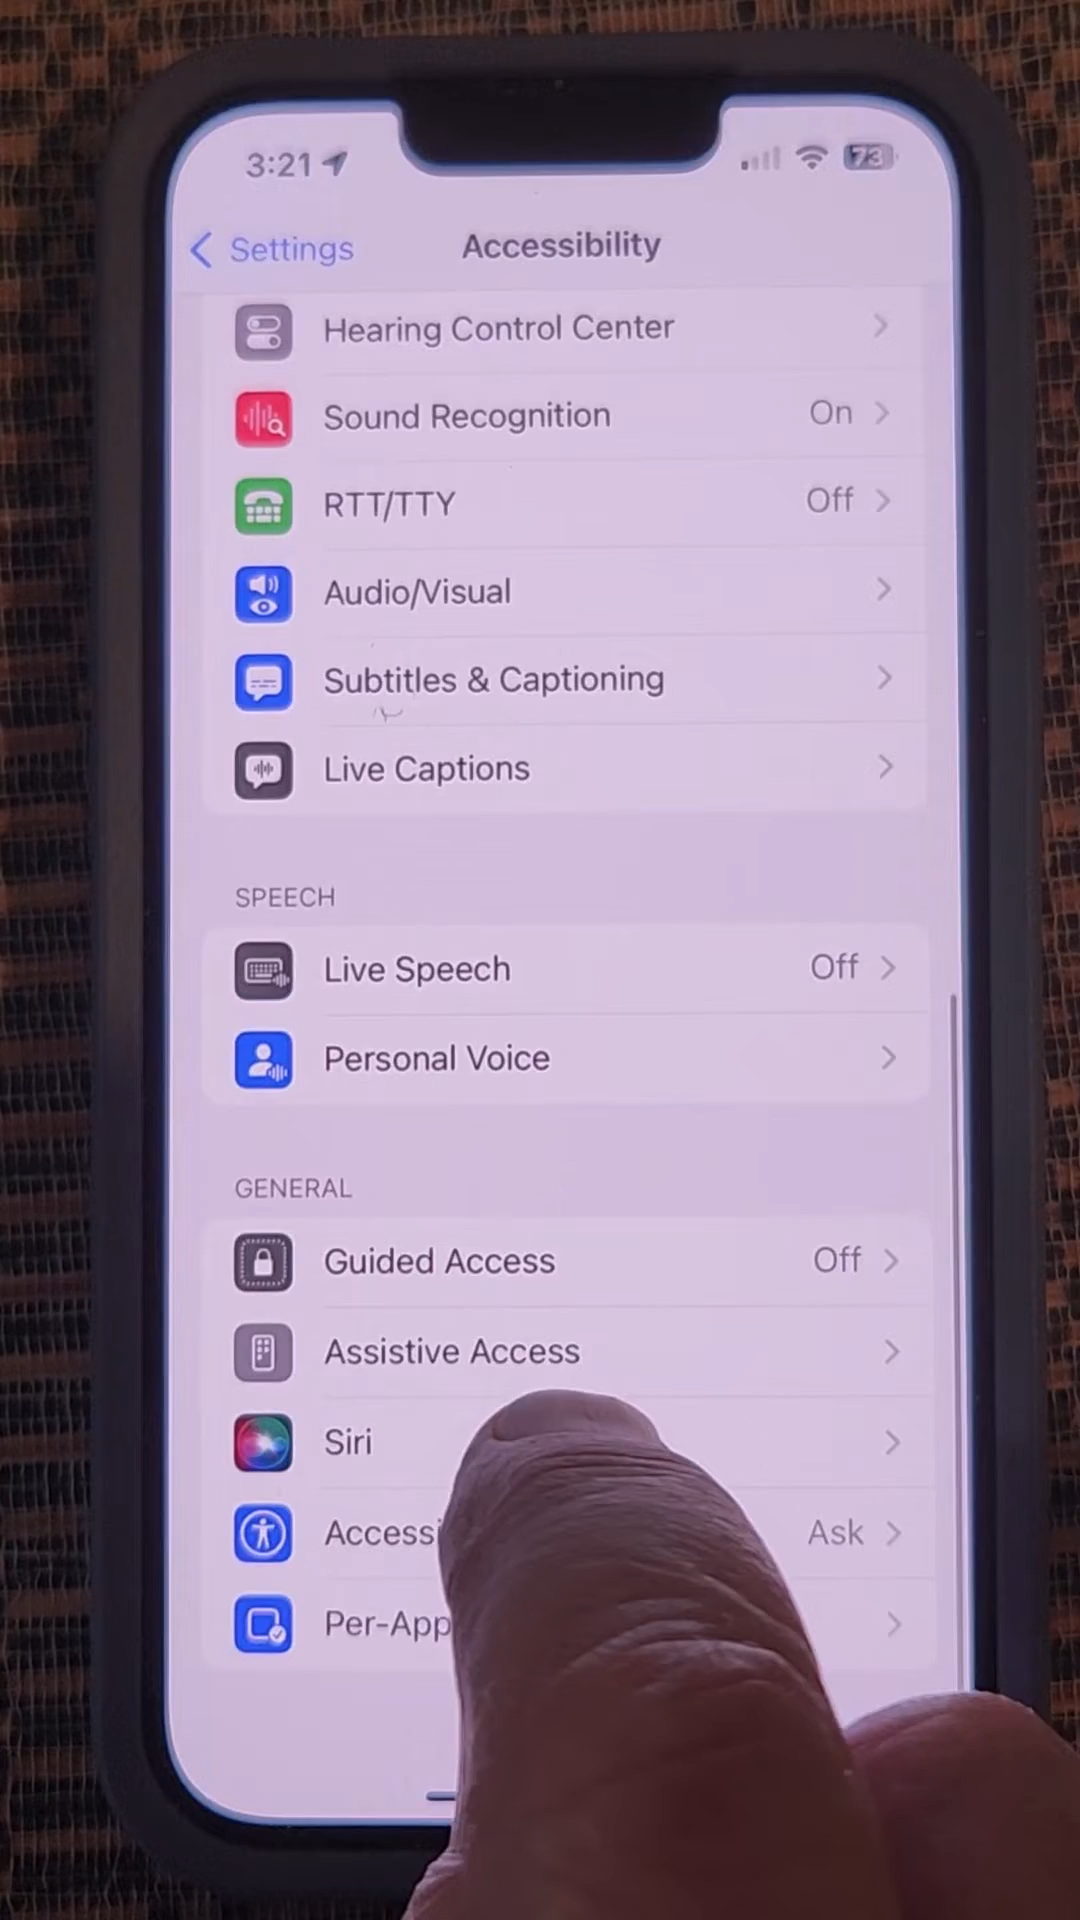 3:21
73
Settings
Accessibility
Hearing Control Center
Sound Recognition On
RTT/TTY Off
Audio/Visual
Subtitles & Captioning
Live Captions
SPEECH
Live Speech Off
Personal Voice
GENERAL
Guided Access Off
Assistive Access
Siri
Accessi Ask
Per-App